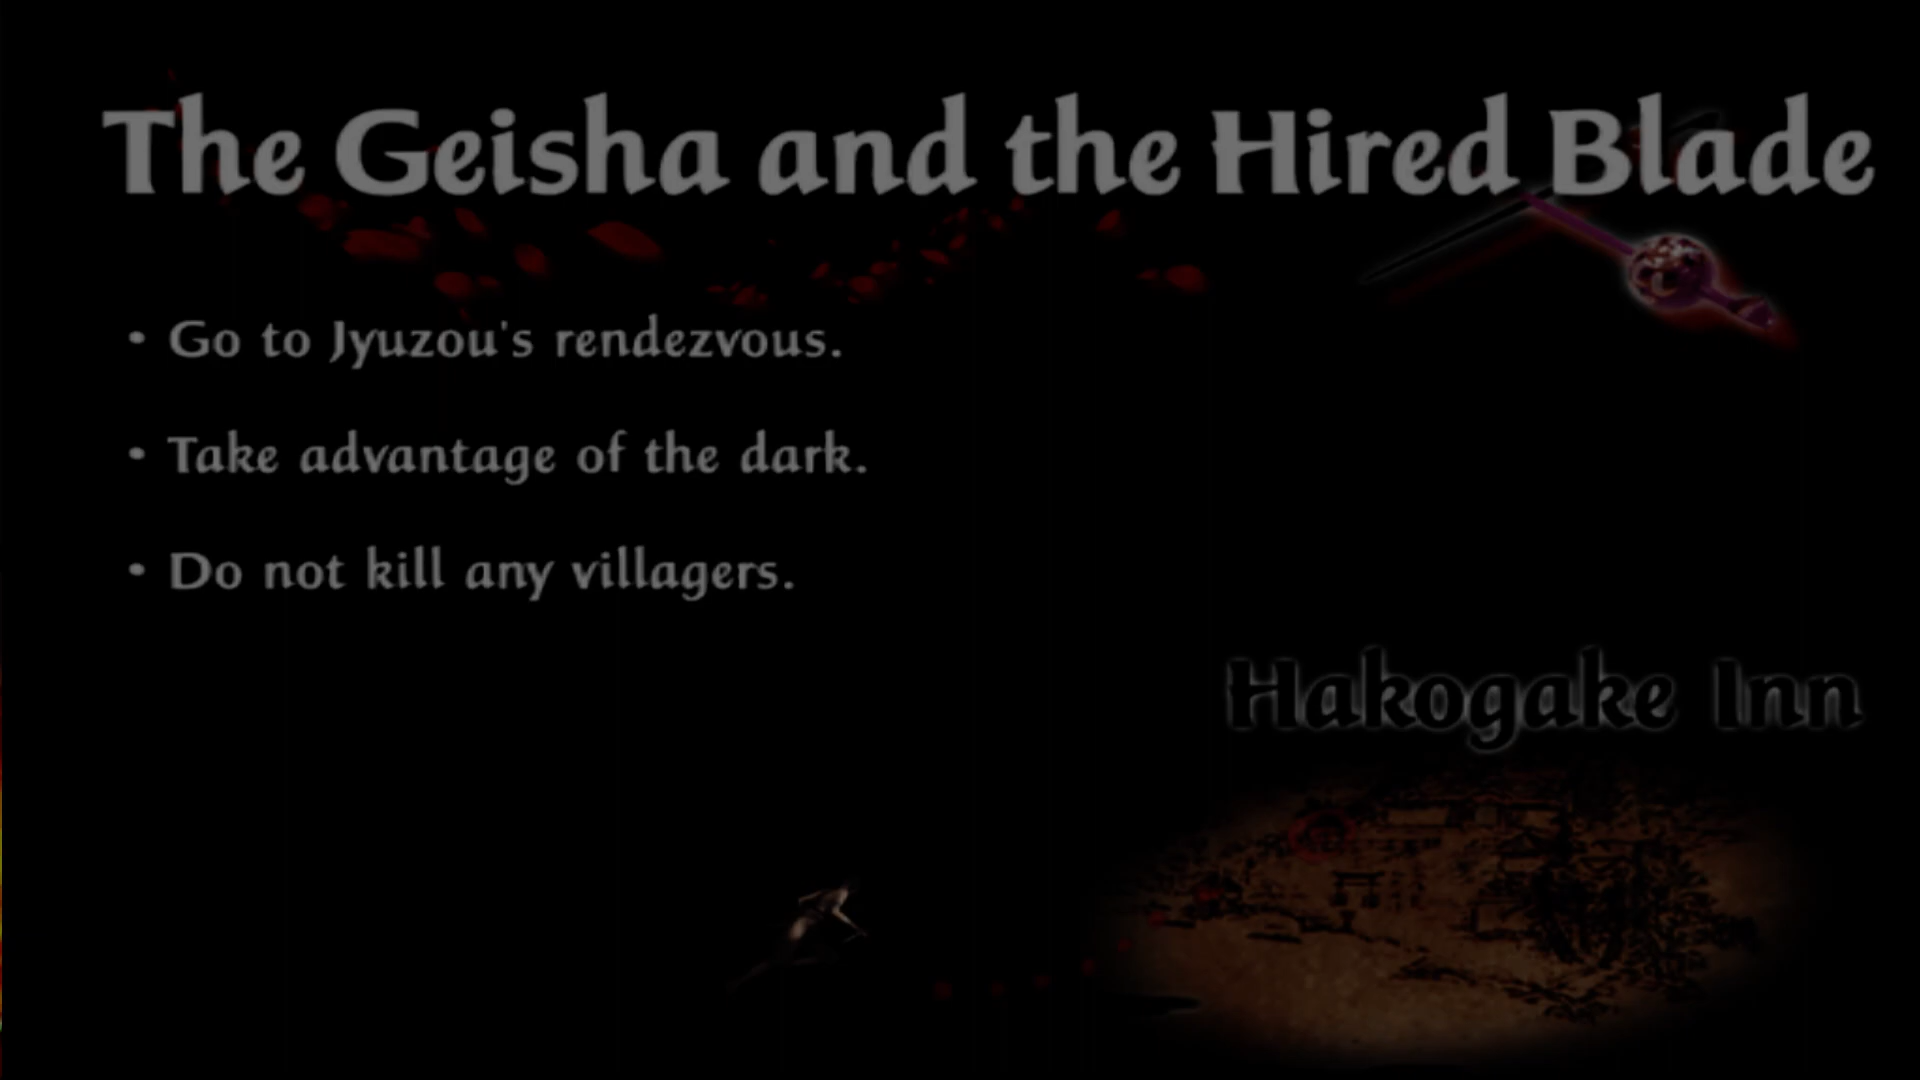 The Geisha and the Hired Blade
• Go to Jyuzou's rendezvous.
• Take advantage of the dark.
• Do not kill any villagers.
Hakogake Inn